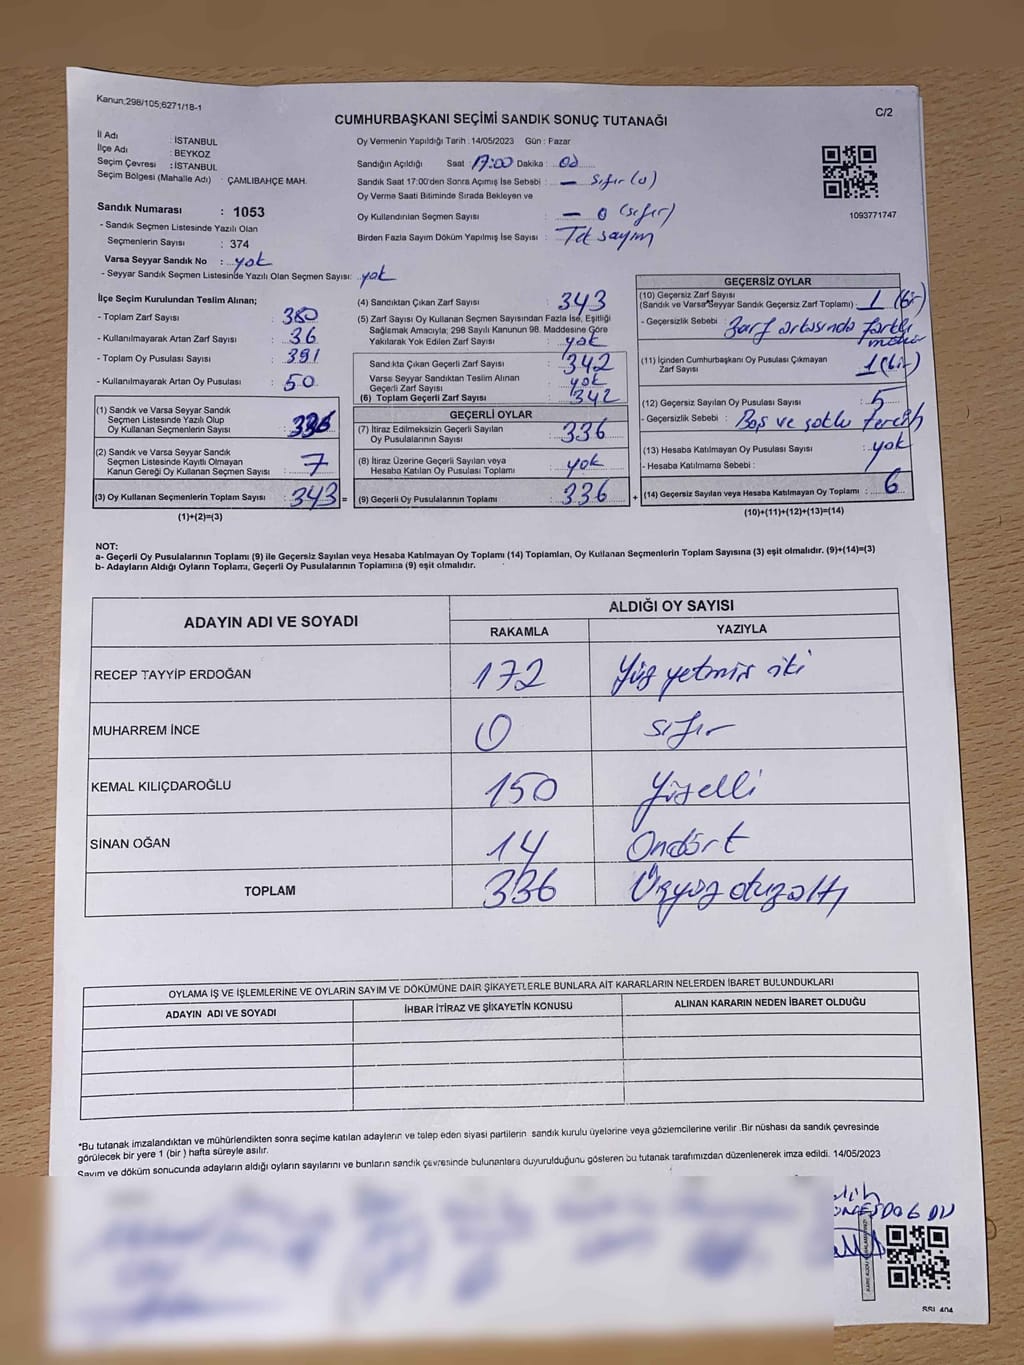 Kanun;298/105;6271/18-1
C/2
CUMHURBAŞKANI SEÇİMİ SANDIK SONUÇ TUTANAĞI
İl Adı : İSTANBUL
İlçe Adı : BEYKOZ
Seçim Çevresi : İSTANBUL
Seçim Bölgesi (Mahalle Adı) : ÇAMLIBAHÇE MAH.
Sandık Numarası : 1053
- Sandık Seçmen Listesinde Yazılı Olan
Seçmenlerin Sayısı : 374
Varsa Seyyar Sandık No : yok
- Seyyar Sandık Seçmen Listesinde Yazılı Olan Seçmen Sayısı: yok
Oy Vermenin Yapıldığı Tarih : 14/05/2023 Gün : Pazar
Sandığın Açıldığı Saat : 17:00 Dakika :
Sandık Saat 17:00'den Sonra Açımış İse Sebebi : — sıfır (0)
Oy Verme Saati Bitiminde Sırada Bekleyen ve
Oy Kullandırılan Seçmen Sayısı : — 0 (sıfır)
Birden Fazla Sayım Döküm Yapılmış İse Sayısı : Tek sayım
1093771747
İlçe Seçim Kurulundan Teslim Alınan;
- Toplam Zarf Sayısı : 380
- Kullanılmayarak Artan Zarf Sayısı : 36
- Toplam Oy Pusulası Sayısı : 391
- Kullanılmayarak Artan Oy Pusulası : 50
(1) Sandık ve Varsa Seyyar Sandık
Seçmen Listesinde Yazılı Olup
Oy Kullanan Seçmenlerin Sayısı : 336
(2) Sandık ve Varsa Seyyar Sandık
Seçmen Listesinde Kayıtlı Olmayan
Kanun Gereği Oy Kullanan Seçmen Sayısı : 7
(3) Oy Kullanan Seçmenlerin Toplam Sayısı : 343 =
(1)+(2)=(3)
(4) Sandıktan Çıkan Zarf Sayısı : 343
(5) Zarf Sayısı Oy Kullanan Seçmen Sayısından Fazla İse, Eşitliği
Sağlamak Amacıyla; 298 Sayılı Kanunun 98. Maddesine Göre
Yakılarak Yok Edilen Zarf Sayısı : yok
Sandıkta Çıkan Geçerli Zarf Sayısı : 342
Varsa Seyyar Sandıktan Teslim Alınan
Geçerli Zarf Sayısı : yok
(6) Toplam Geçerli Zarf Sayısı : 342
GEÇERLİ OYLAR
(7) İtiraz Edilmeksizin Geçerli Sayılan
Oy Pusulalarının Sayısı : 336
(8) İtiraz Üzerine Geçerli Sayılan veya
Hesaba Katılan Oy Pusulası Toplamı : yok
(9) Geçerli Oy Pusulalarının Toplamı : 336 +
GEÇERSİZ OYLAR
(10) Geçersiz Zarf Sayısı
(Sandık ve Varsa Seyyar Sandık Geçersiz Zarf Toplamı) : 1 (bir)
- Geçersizlik Sebebi : Zarf arkasında farklı
mühür
(11) İçinden Cumhurbaşkanı Oy Pusulası Çıkmayan
Zarf Sayısı : 1 (bir)
(12) Geçersiz Sayılan Oy Pusulası Sayısı : 5
- Geçersizlik Sebebi : Boş ve çoklu tercih
(13) Hesaba Katılmayan Oy Pusulası Sayısı : yok
- Hesaba Katılmama Sebebi :
(14) Geçersiz Sayılan veya Hesaba Katılmayan Oy Toplamı : 6
(10)+(11)+(12)+(13)=(14)
NOT:
a- Geçerli Oy Pusulalarının Toplamı (9) ile Geçersiz Sayılan veya Hesaba Katılmayan Oy Toplamı (14) Toplamları, Oy Kullanan Seçmenlerin Toplam Sayısına (3) eşit olmalıdır. (9)+(14)=(3)
b- Adayların Aldığı Oyların Toplamı, Geçerli Oy Pusulalarının Toplamına (9) eşit olmalıdır.
ADAYIN ADI VE SOYADI
ALDIĞI OY SAYISI
RAKAMLA YAZIYLA
RECEP TAYYİP ERDOĞAN 172 Yüz yetmiş iki
MUHARREM İNCE 0 sıfır
KEMAL KILIÇDAROĞLU 150 Yüzelli
SİNAN OĞAN 14 Ondört
TOPLAM 336 Üçyüz otuzaltı
OYLAMA İŞ VE İŞLEMLERİNE VE OYLARIN SAYIM VE DÖKÜMÜNE DAİR ŞİKAYETLERLE BUNLARA AİT KARARLARIN NELERDEN İBARET BULUNDUKLARI
ADAYIN ADI VE SOYADI İHBAR İTİRAZ VE ŞİKAYETİN KONUSU ALINAN KARARIN NEDEN İBARET OLDUĞU
*Bu tutanak imzalandıktan ve mühürlendikten sonra seçime katılan adayların ve talep eden siyasi partilerin sandık kurulu üyelerine veya gözlemcilerine verilir .Bir nüshası da sandık çevresinde
görülecek bir yere 1 (bir ) hafta süreyle asılır.
Sayım ve döküm sonucunda adayların aldığı oyların sayılarını ve bunların sandık çevresinde bulunanlara duyurulduğunu gösteren bu tutanak tarafımızdan düzenlenerek imza edildi. 14/05/2023